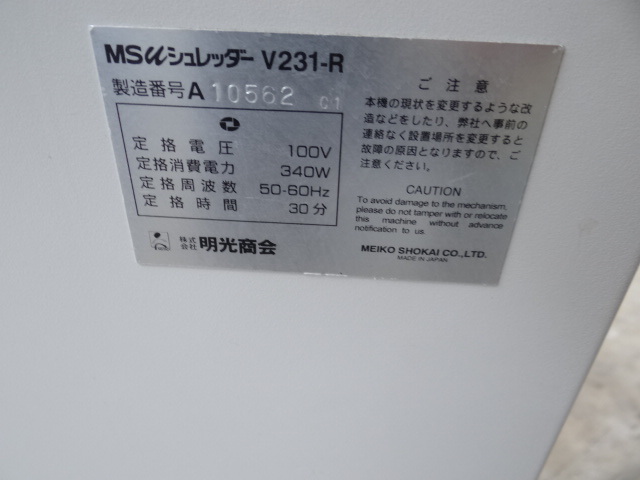 MSμシュレッダー V231-R
製造番号 A 10562 C1
定格電圧 100V
定格消費電力 340W
定格周波数 50-60Hz
定格時間 30分
株式会社 明光商会
ご注意
本機の現状を変更するような改
造などをしたり、弊社へ事前の
連絡なく設置場所を変更すると
故障の原因となりますので、ご
注意ください。
CAUTION
To avoid damage to the mechanism,
please do not tamper with or relocate
this machine without advance
notification to us.
MEIKO SHOKAI CO.,LTD.
MADE IN JAPAN